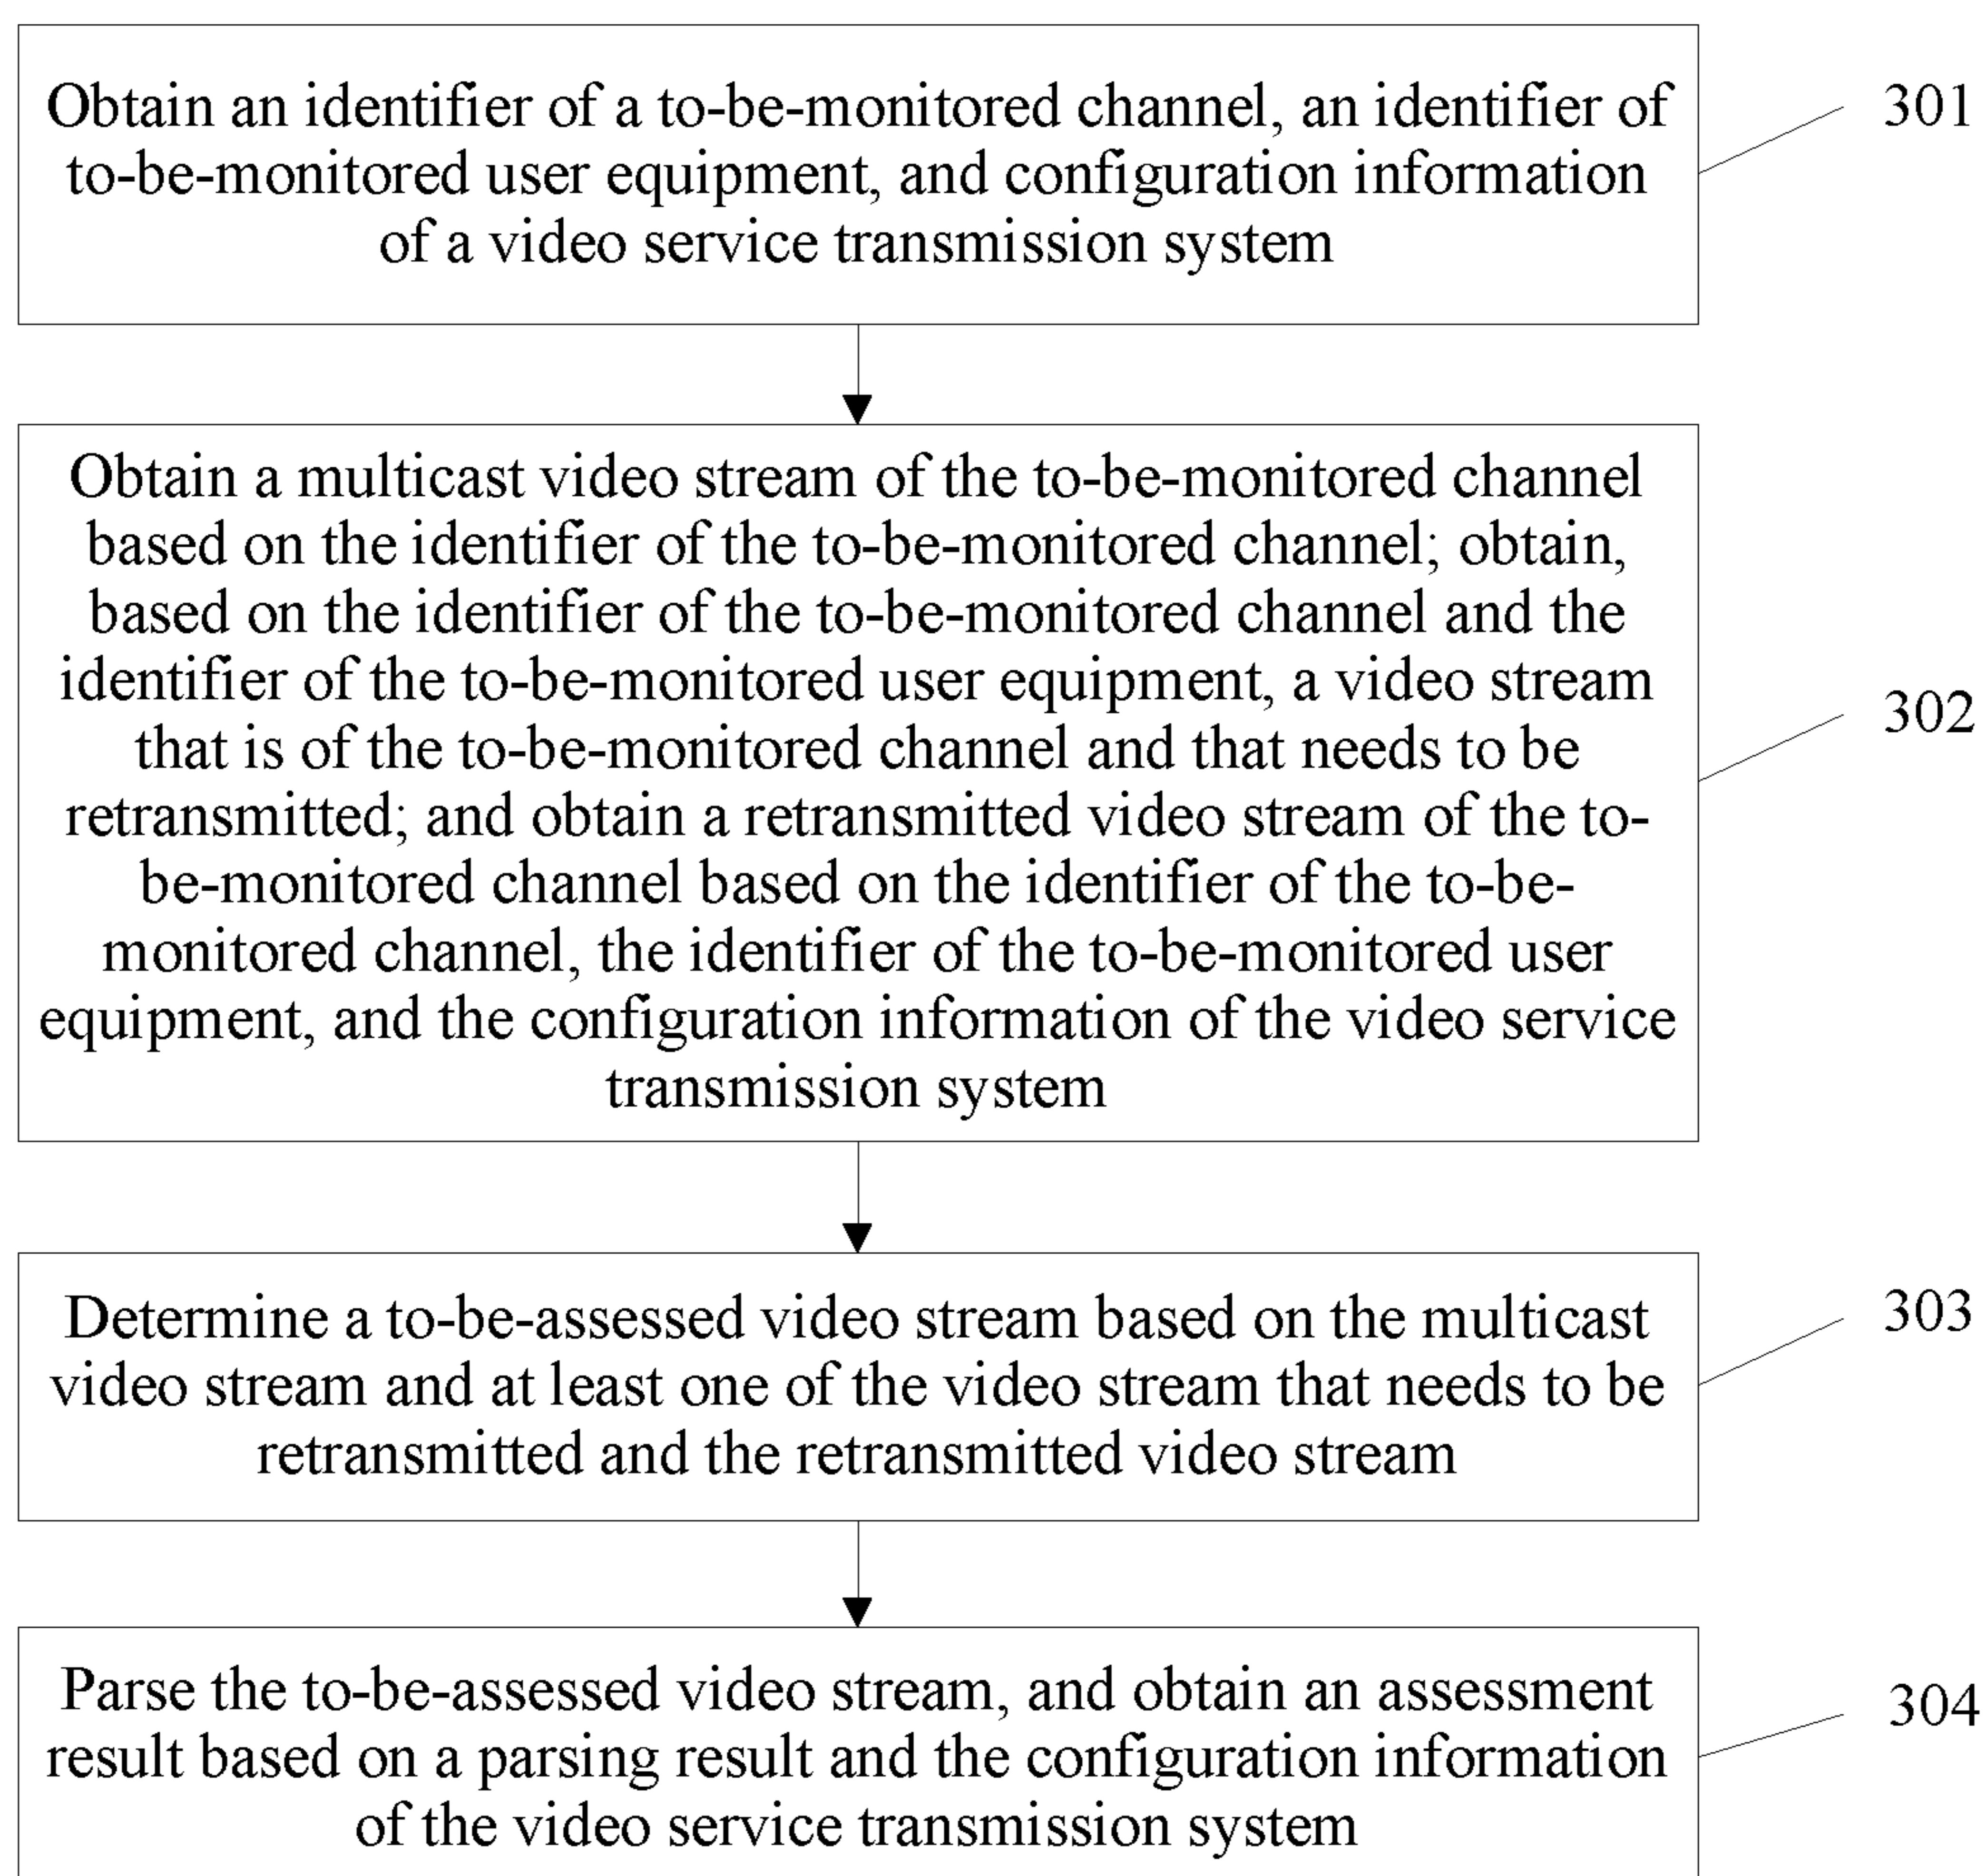 Obtain an identifier of a to-be-monitored channel, an identifier of
to-be-monitored user equipment, and configuration information
of a video service transmission system
301
Obtain a multicast video stream of the to-be-monitored channel
based on the identifier of the to-be-monitored channel; obtain,
based on the identifier of the to-be-monitored channel and the
identifier of the to-be-monitored user equipment, a video stream
that is of the to-be-monitored channel and that needs to be
retransmitted; and obtain a retransmitted video stream of the to-
be-monitored channel based on the identifier of the to-be-
monitored channel, the identifier of the to-be-monitored user
equipment, and the configuration information of the video service
transmission system
302
Determine a to-be-assessed video stream based on the multicast
video stream and at least one of the video stream that needs to be
retransmitted and the retransmitted video stream
303
Parse the to-be-assessed video stream, and obtain an assessment
result based on a parsing result and the configuration information
of the video service transmission system
304